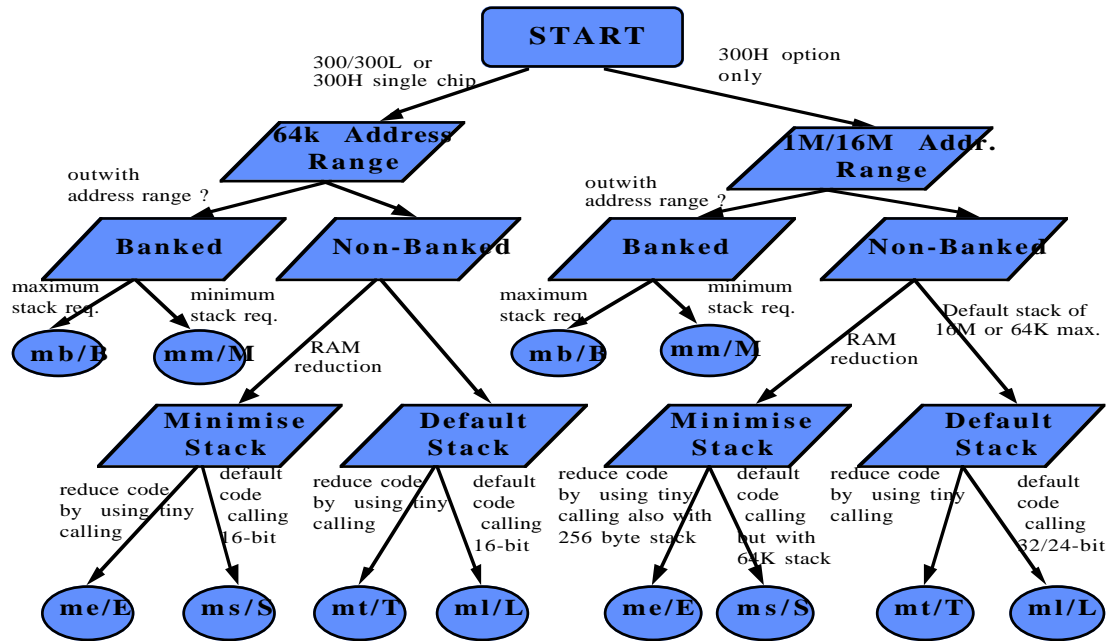 START
300/300L or
300H single chip
300H option
only
64k Address
Range
1M/16M Addr.
Range
outwith
address range ?
outwith
address range ?
Banked
Non-Banked
Banked
Non-Banked
maximum
stack req.
minimum
stack req.
maximum
stack req.
minimum
stack req.
Default stack of
16M or 64K max.
mb/B
mm/M
mb/B
mm/M
RAM
reduction
RAM
reduction
Minimise
Stack
Default
Stack
Minimise
Stack
Default
Stack
reduce code
by using tiny
calling
default
code
calling
16-bit
reduce code
by using tiny
calling
default
code
calling
16-bit
reduce code
by using tiny
calling also with
256 byte stack
default
code
calling
but with
64K stack
reduce code
by using tiny
calling
default
code
calling
32/24-bit
me/E
ms/S
mt/T
ml/L
me/E
ms/S
mt/T
ml/L